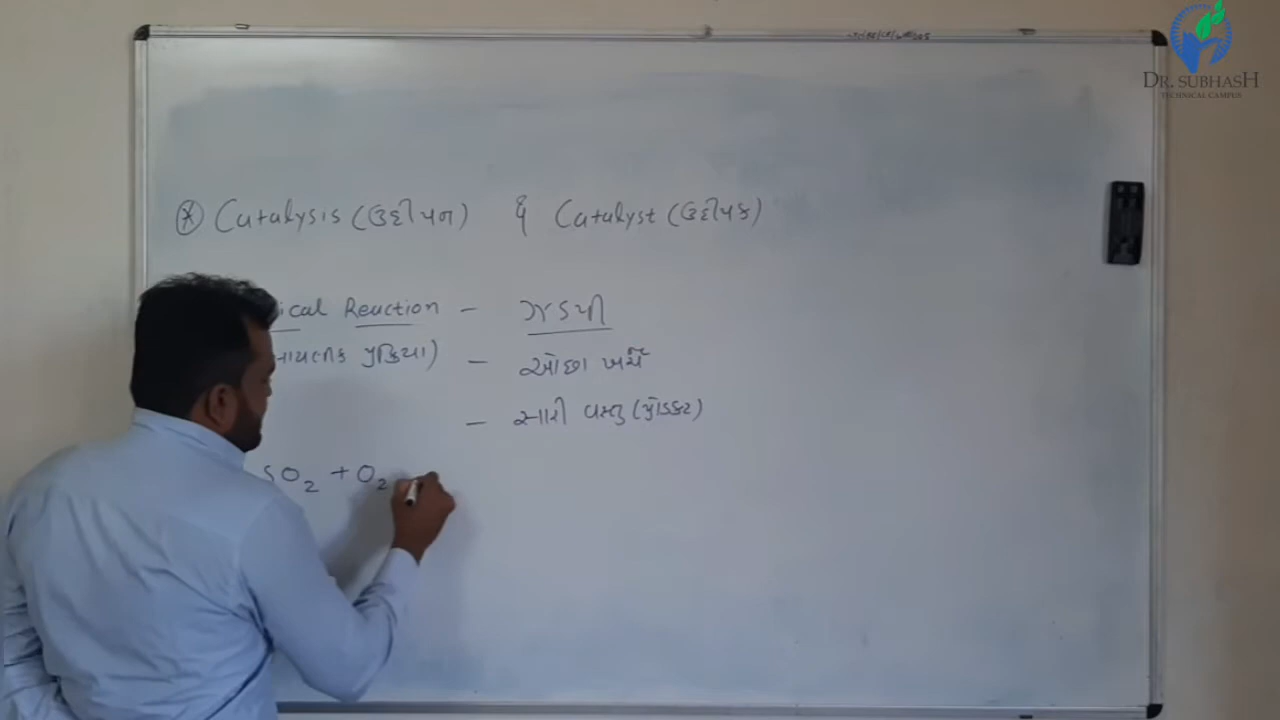 DR. SUBHASH
TECHNICAL CAMPUS
* Catalysis (ઉદ્દીપન) & Catalyst (ઉદ્દીપક)
ical Reaction - ઝડપી
પ્રક્રિયા) - ઓછા ખર્ચે
- સારી વસ્તુ (પ્રોડક્ટ)
SO₂ + O₂